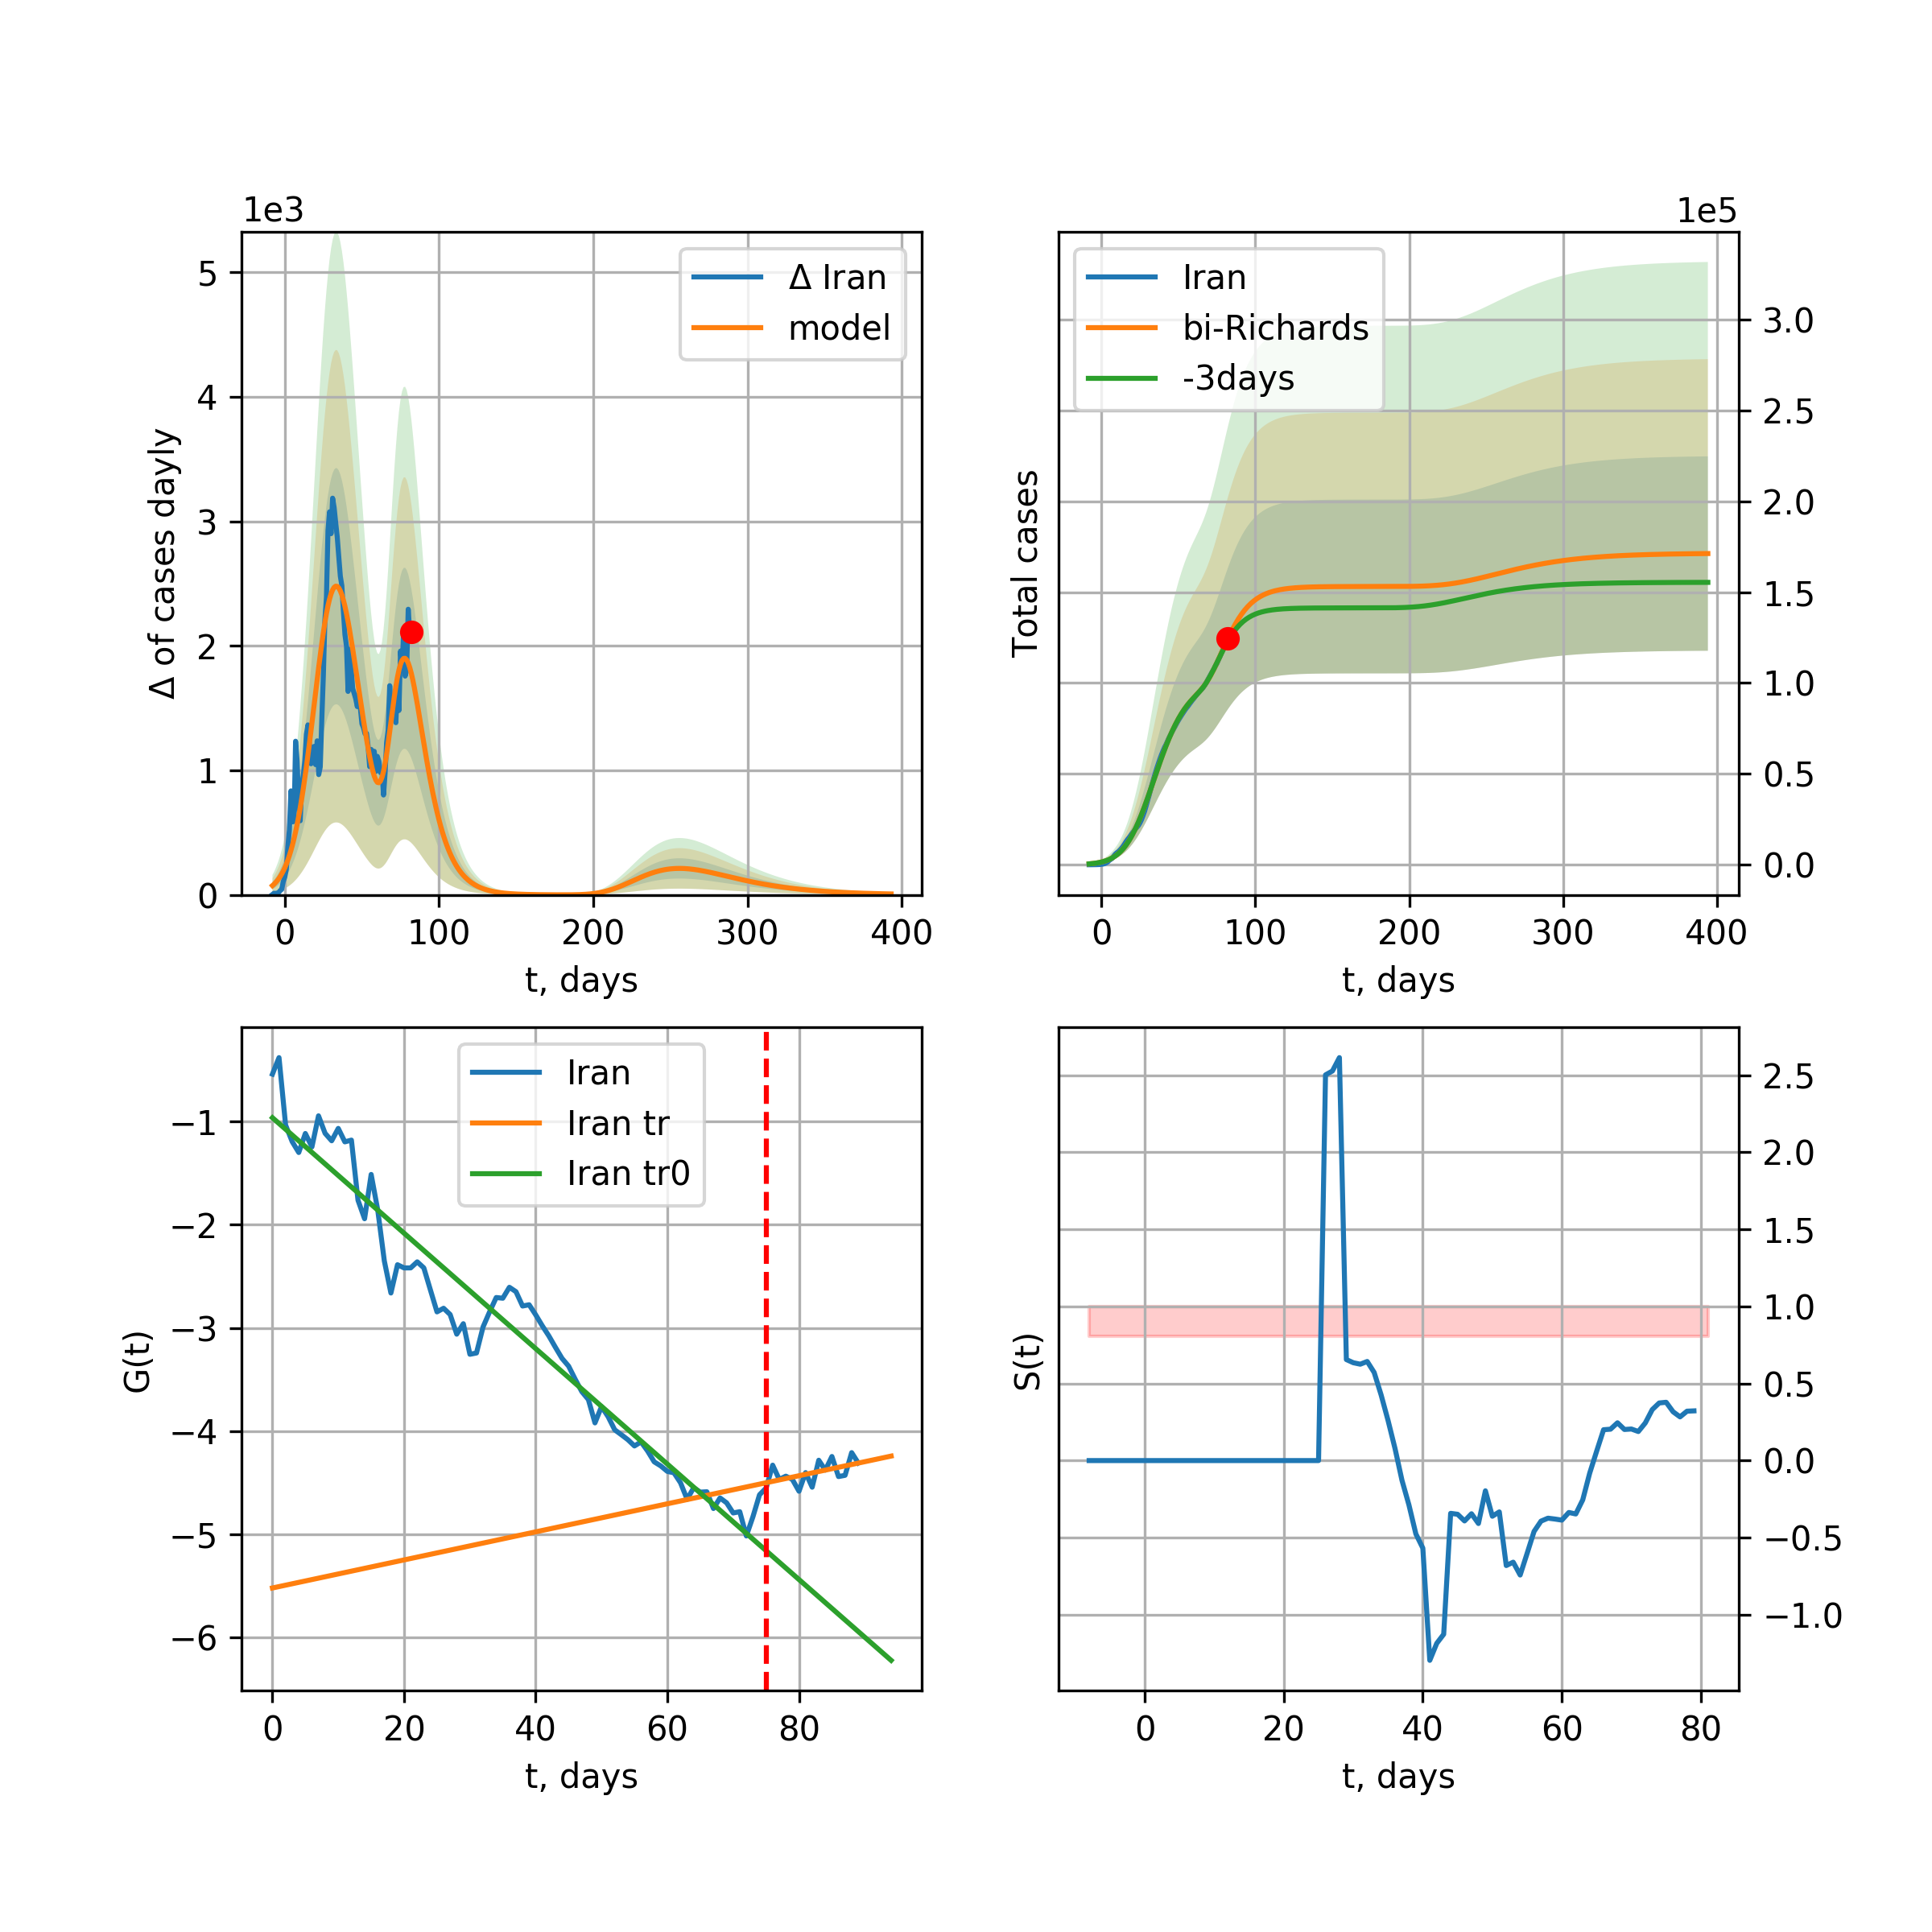 1e3
5
4
3
2
1
0
Δ of cases dayly
Δ Iran
model
0 100 200 300 400
t, days
1e5
Iran
bi-Richards
-3days
3.0
2.5
2.0
1.5
1.0
0.5
0.0
Total cases
0 100 200 300 400
t, days
Iran
Iran tr
Iran tr0
−1
−2
−3
−4
−5
−6
G(t)
0 20 40 60 80
t, days
2.5
2.0
1.5
1.0
0.5
0.0
−0.5
−1.0
S(t)
0 20 40 60 80
t, days